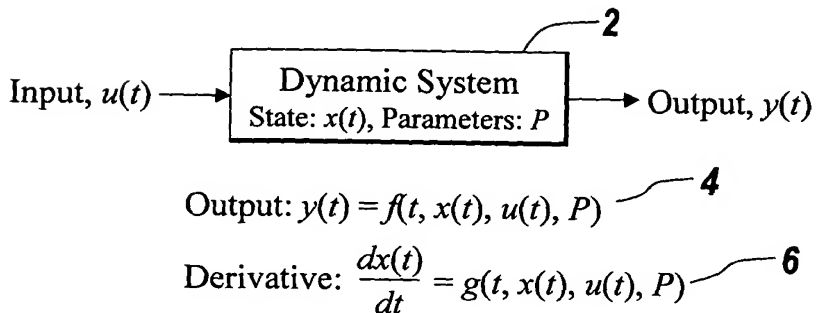 2
Input, u(t)
Dynamic System
State: x(t), Parameters: P
Output, y(t)
4
Output: y(t) = f(t, x(t), u(t), P)
Derivative: dx(t)/dt = g(t, x(t), u(t), P)
6